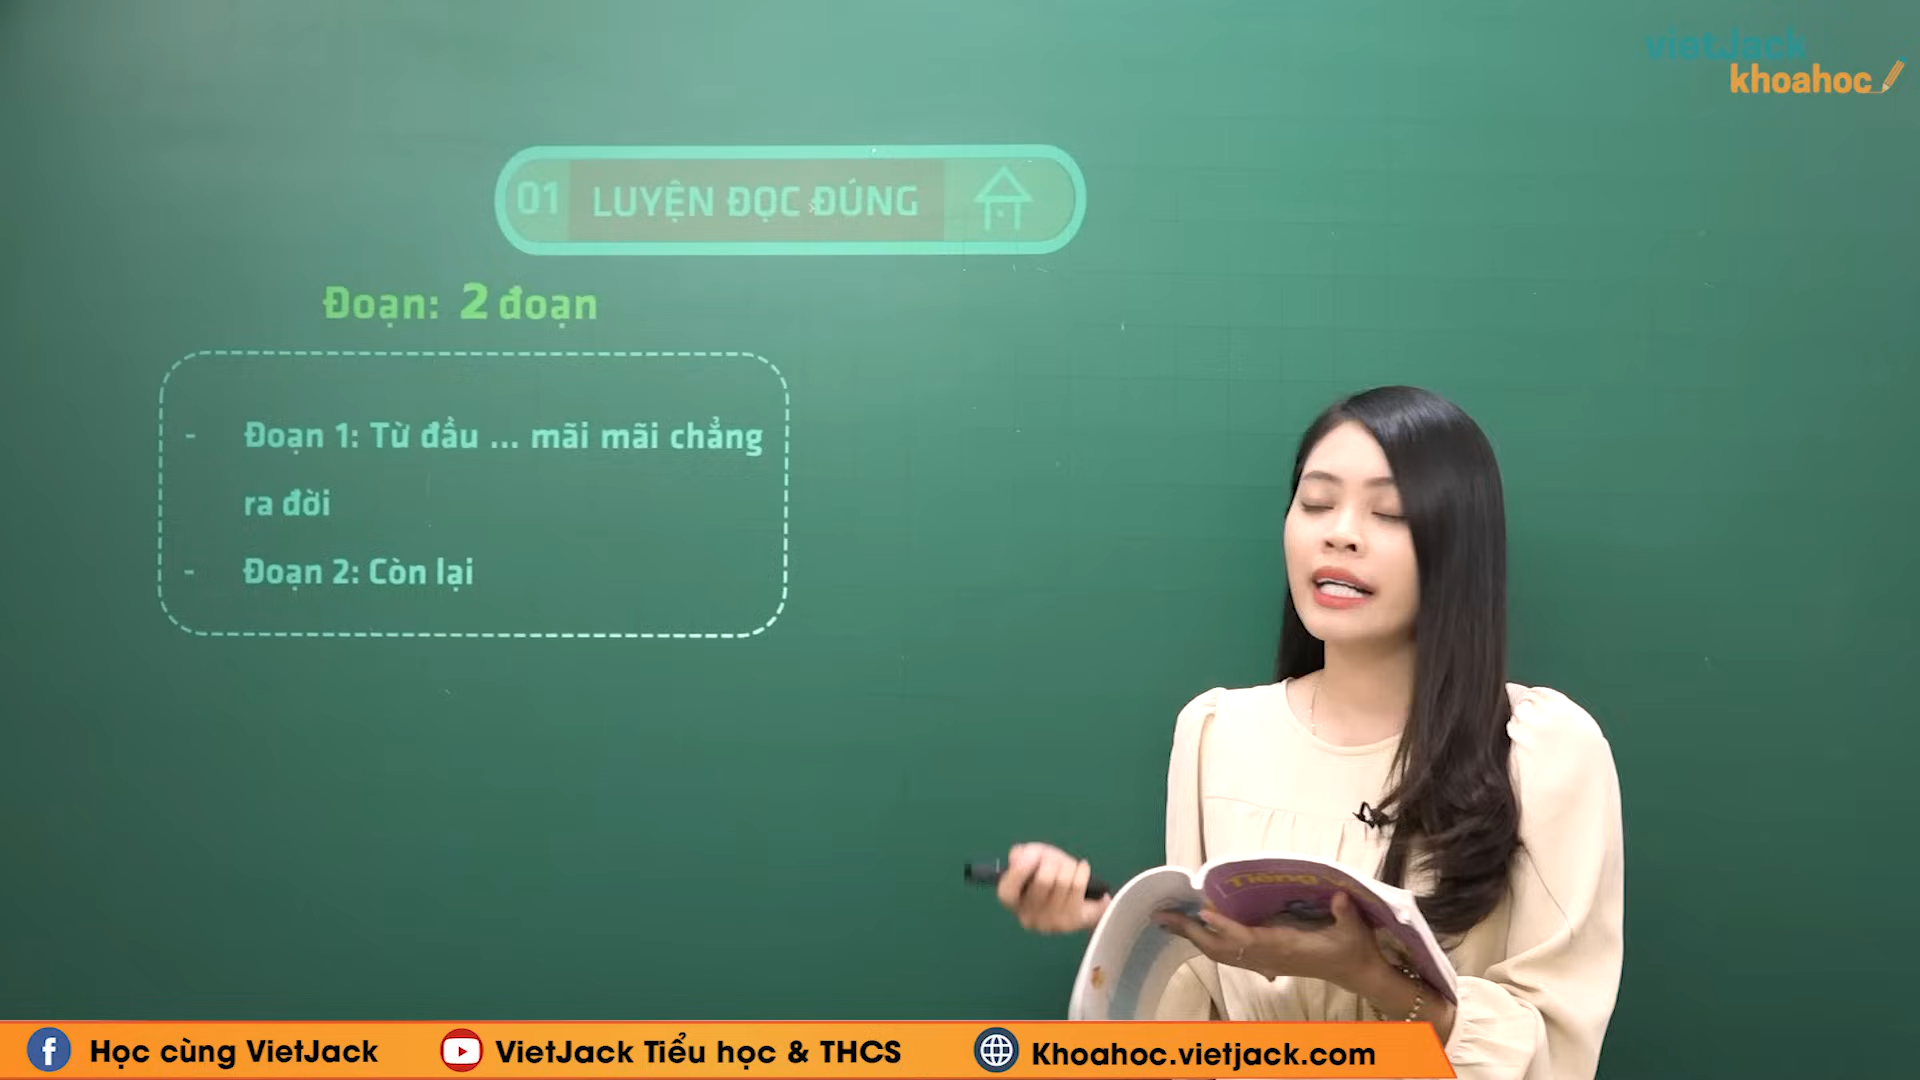 vietJack
khoahoc
01 LUYỆN ĐỌC ĐÚNG
Đoạn: 2 đoạn
- Đoạn 1: Từ đầu ... mãi mãi chẳng
ra đời
- Đoạn 2: Còn lại
Tiếng
Học cùng VietJack
VietJack Tiểu học & THCS
Khoahoc.vietjack.com